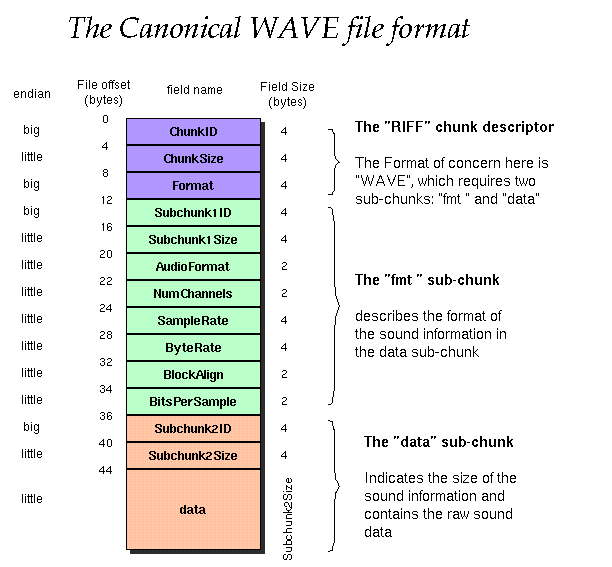 The Canonical WAVE file format
endian
File offset
(bytes)
field name
Field Size
(bytes)
0
big ChunkID 4
4
little ChunkSize 4
8
big Format 4
12
big Subchunk1ID 4
16
little Subchunk1Size 4
20
little AudioFormat 2
22
little NumChannels 2
24
little SampleRate 4
28
little ByteRate 4
32
little BlockAlign 2
34
little BitsPerSample 2
36
big Subchunk2ID 4
40
little Subchunk2Size 4
44
little data Subchunk2Size
The "RIFF" chunk descriptor
The Format of concern here is
"WAVE", which requires two
sub-chunks: "fmt " and "data"
The "fmt " sub-chunk
describes the format of
the sound information in
the data sub-chunk
The "data" sub-chunk
Indicates the size of the
sound information and
contains the raw sound
data